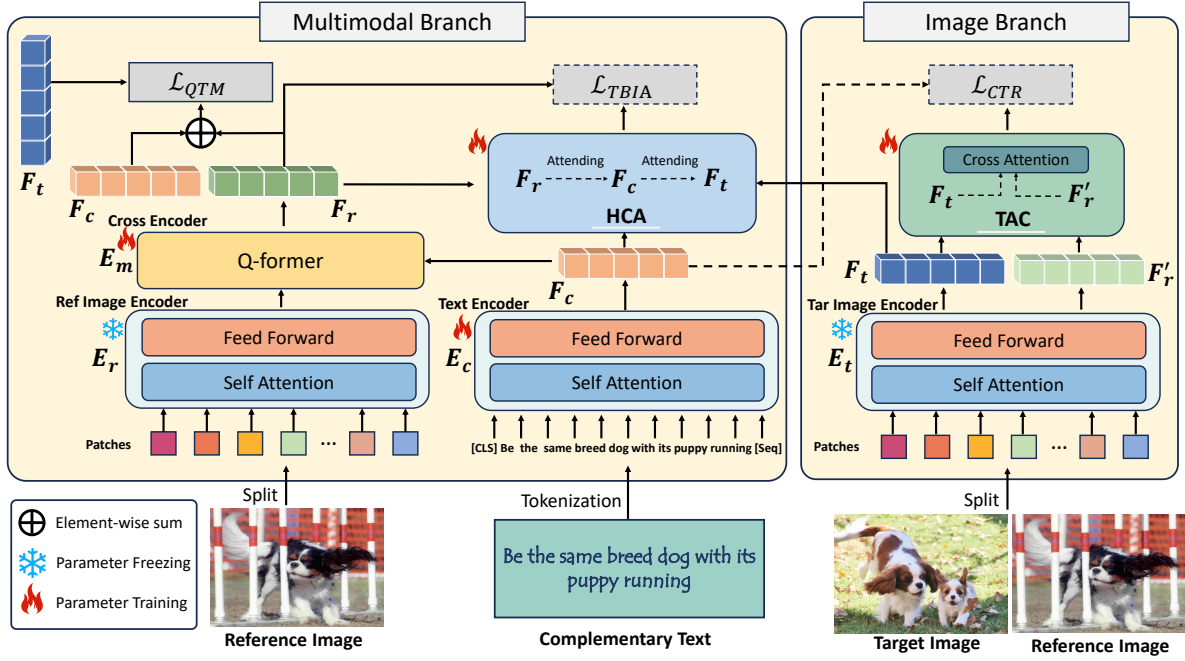 Multimodal Branch
Image Branch
ℒ_QTM
ℒ_TBIA
ℒ_CTR
F_t
F_c
F_r
Attending
Attending
F_r
F_c
F_t
HCA
Cross Attention
F_t
F'_r
TAC
Cross Encoder
E_m
Q-former
F_c
F_t
F'_r
Ref Image Encoder
E_r
Feed Forward
Self Attention
Text Encoder
E_c
Feed Forward
Self Attention
Tar Image Encoder
E_t
Feed Forward
Self Attention
Patches
...
[CLS] Be the same breed dog with its puppy running [Seq]
Patches
...
Split
Tokenization
Split
Element-wise sum
Parameter Freezing
Parameter Training
Be the same breed dog with its
puppy running
Reference Image
Complementary Text
Target Image
Reference Image